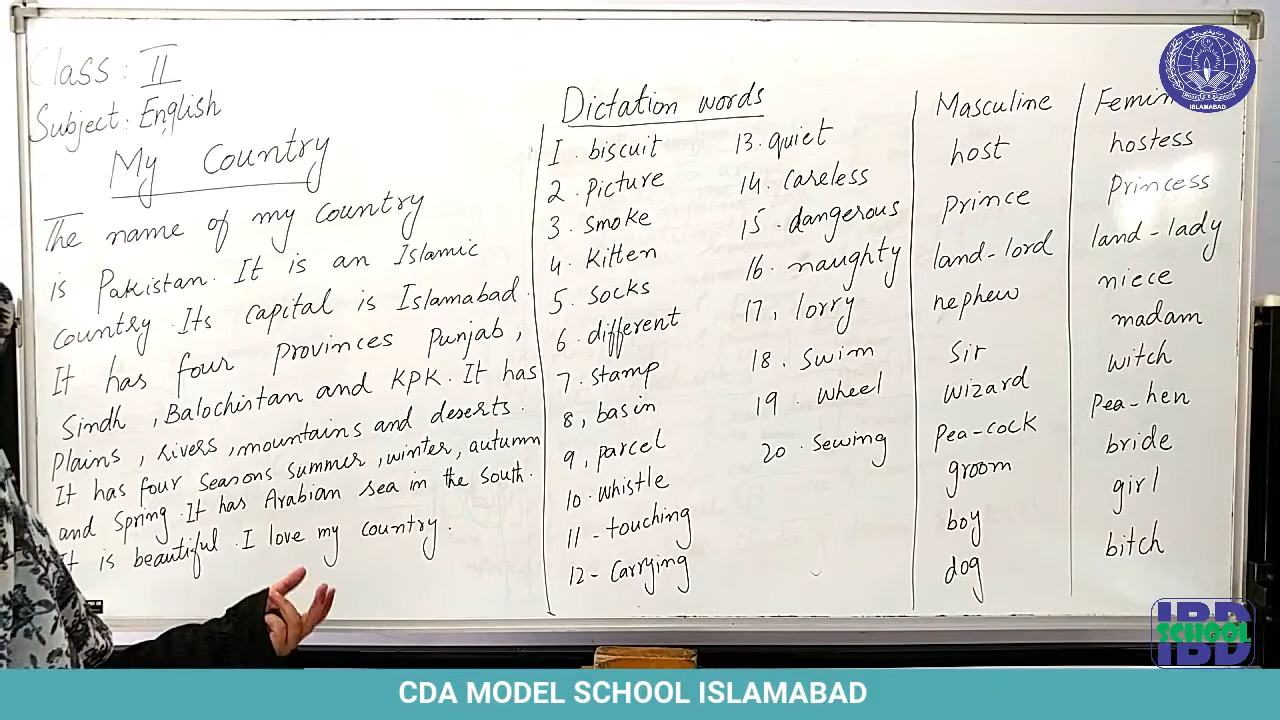 Class : II
Subject : English
My Country
The name of my country
is Pakistan. It is an Islamic
country. Its capital is Islamabad.
It has four provinces Punjab,
Sindh, Balochistan and KPK. It has
plains, rivers, mountains and deserts.
It has four seasons summer, winter, autumn
and Spring. It has Arabian sea in the south.
It is beautiful. I love my country.
Dictation words
1. biscuit
2. Picture
3. Smoke
4. Kitten
5. Socks
6. different
7. Stamp
8, basin
9, parcel
10. whistle
11- touching
12- Carrying
13. quiet
14. Careless
15. dangerous
16. naughty
17, lorry
18. Swim
19. wheel
20. Sewing
Masculine
host
Prince
land-lord
nephew
Sir
wizard
Pea-cock
groom
boy
dog
hostess
Princess
land-lady
niece
madam
witch
Pea-hen
bride
girl
bitch
ISLAMABAD
IBD
SCHOOL
IBD
CDA MODEL SCHOOL ISLAMABAD